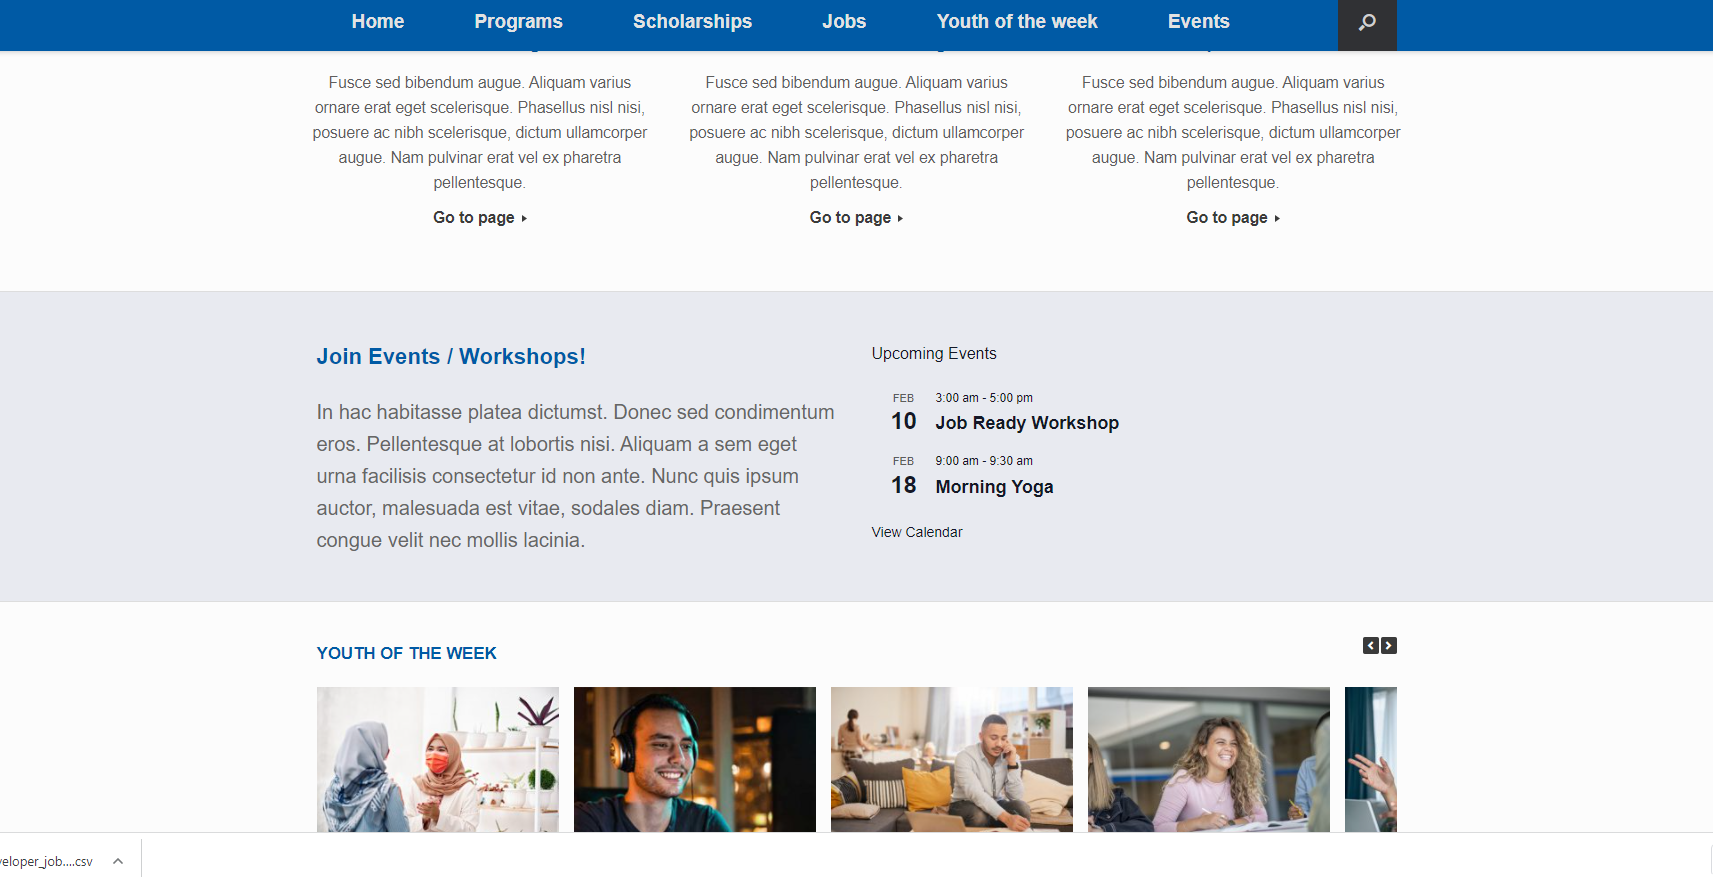 Home Programs Scholarships Jobs Youth of the week Events
Fusce sed bibendum augue. Aliquam varius
ornare erat eget scelerisque. Phasellus nisl nisi,
posuere ac nibh scelerisque, dictum ullamcorper
augue. Nam pulvinar erat vel ex pharetra
pellentesque.
Go to page
Fusce sed bibendum augue. Aliquam varius
ornare erat eget scelerisque. Phasellus nisl nisi,
posuere ac nibh scelerisque, dictum ullamcorper
augue. Nam pulvinar erat vel ex pharetra
pellentesque.
Go to page
Fusce sed bibendum augue. Aliquam varius
ornare erat eget scelerisque. Phasellus nisl nisi,
posuere ac nibh scelerisque, dictum ullamcorper
augue. Nam pulvinar erat vel ex pharetra
pellentesque.
Go to page
Join Events / Workshops!
In hac habitasse platea dictumst. Donec sed condimentum
eros. Pellentesque at lobortis nisi. Aliquam a sem eget
urna facilisis consectetur id non ante. Nunc quis ipsum
auctor, malesuada est vitae, sodales diam. Praesent
congue velit nec mollis lacinia.
Upcoming Events
FEB 3:00 am - 5:00 pm
10 Job Ready Workshop
FEB 9:00 am - 9:30 am
18 Morning Yoga
View Calendar
YOUTH OF THE WEEK
veloper_job....csv